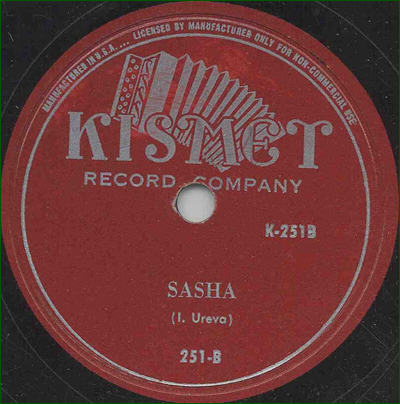 MANUFACTURED IN U.S.A. ... LICENSED BY MANUFACTURER ONLY FOR NON-COMMERCIAL USE
KISMET
RECORD COMPANY
K-251B
SASHA
(I. Ureva)
251-B